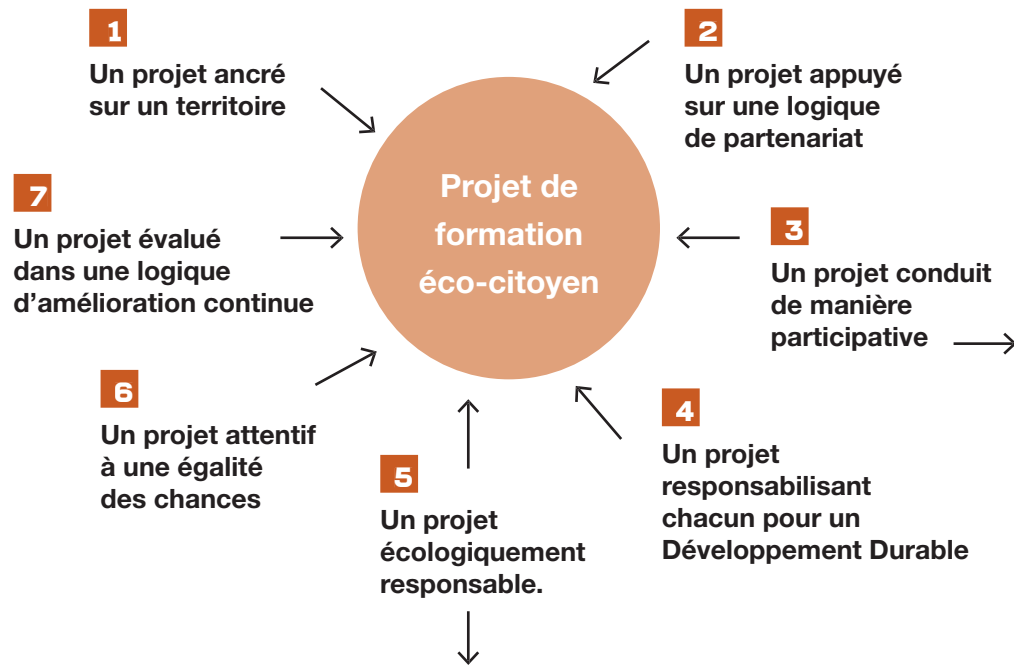 1
Un projet ancré
sur un territoire
2
Un projet appuyé
sur une logique
de partenariat
Projet de
formation
éco-citoyen
3
Un projet conduit
de manière
participative
4
Un projet
responsabilisant
chacun pour un
Développement Durable
5
Un projet
écologiquement
responsable.
6
Un projet attentif
à une égalité
des chances
7
Un projet évalué
dans une logique
d’amélioration continue